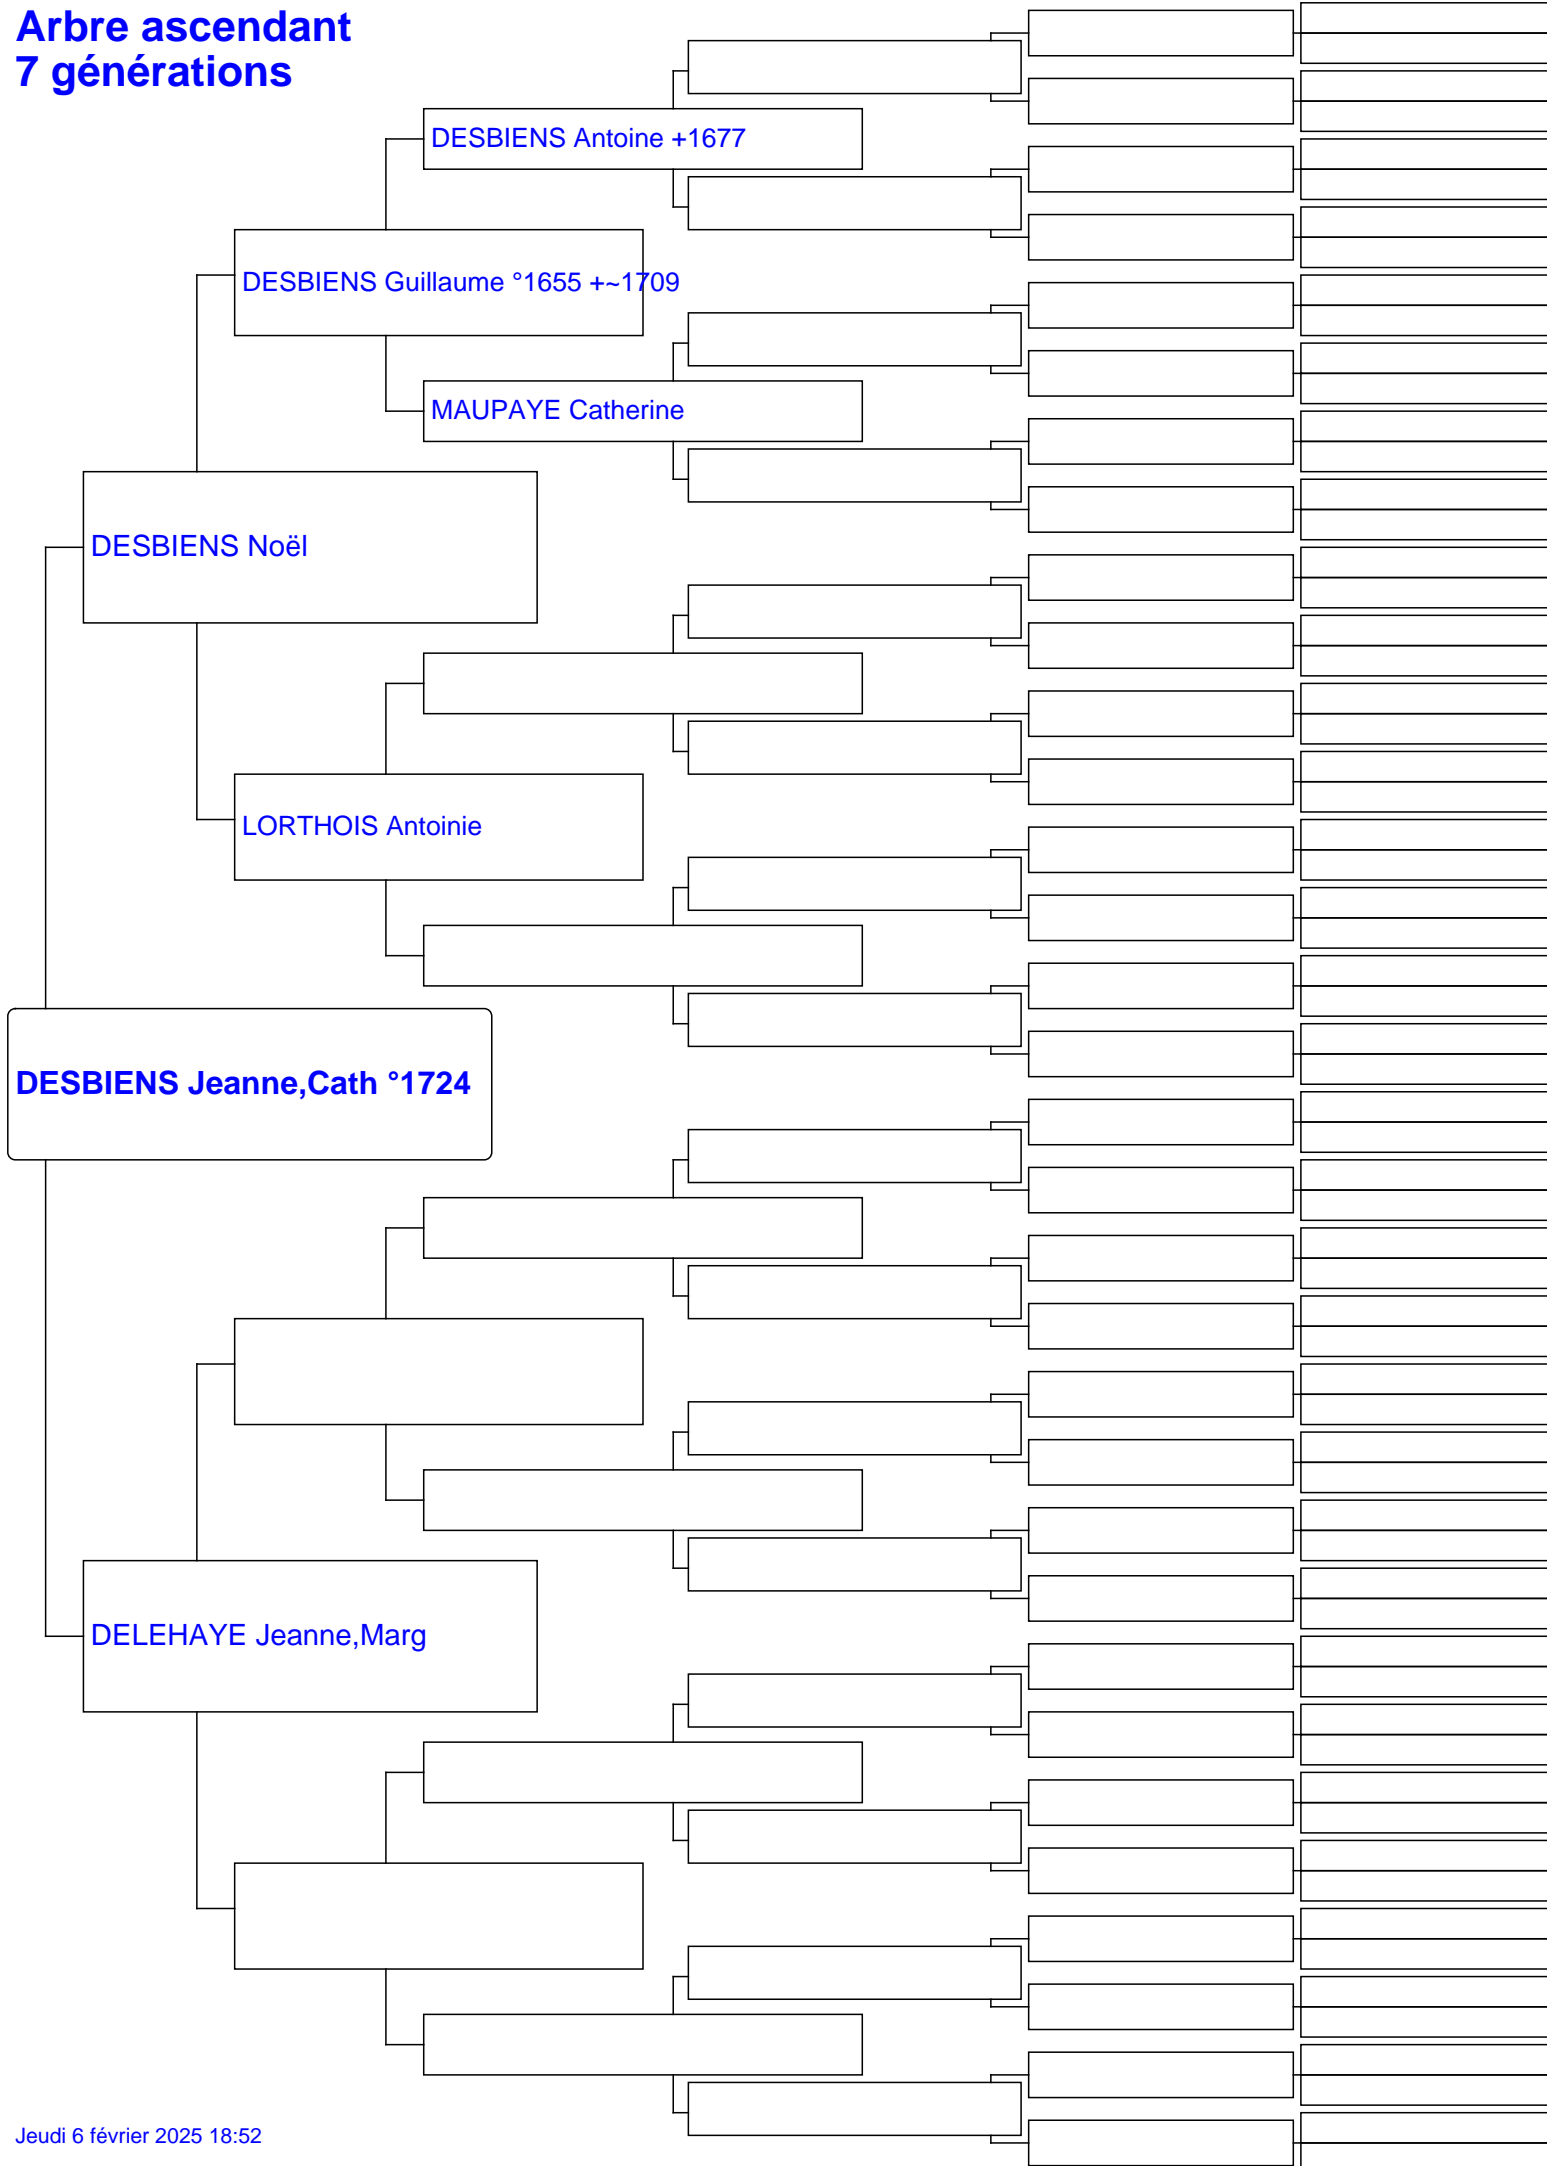 Arbre ascendant
7 générations
DESBIENS Antoine +1677
DESBIENS Guillaume °1655 +~1709
MAUPAYE Catherine
DESBIENS Noël
LORTHOIS Antoinie
DESBIENS Jeanne,Cath °1724
DELEHAYE Jeanne,Marg
Jeudi 6 février 2025 18:52